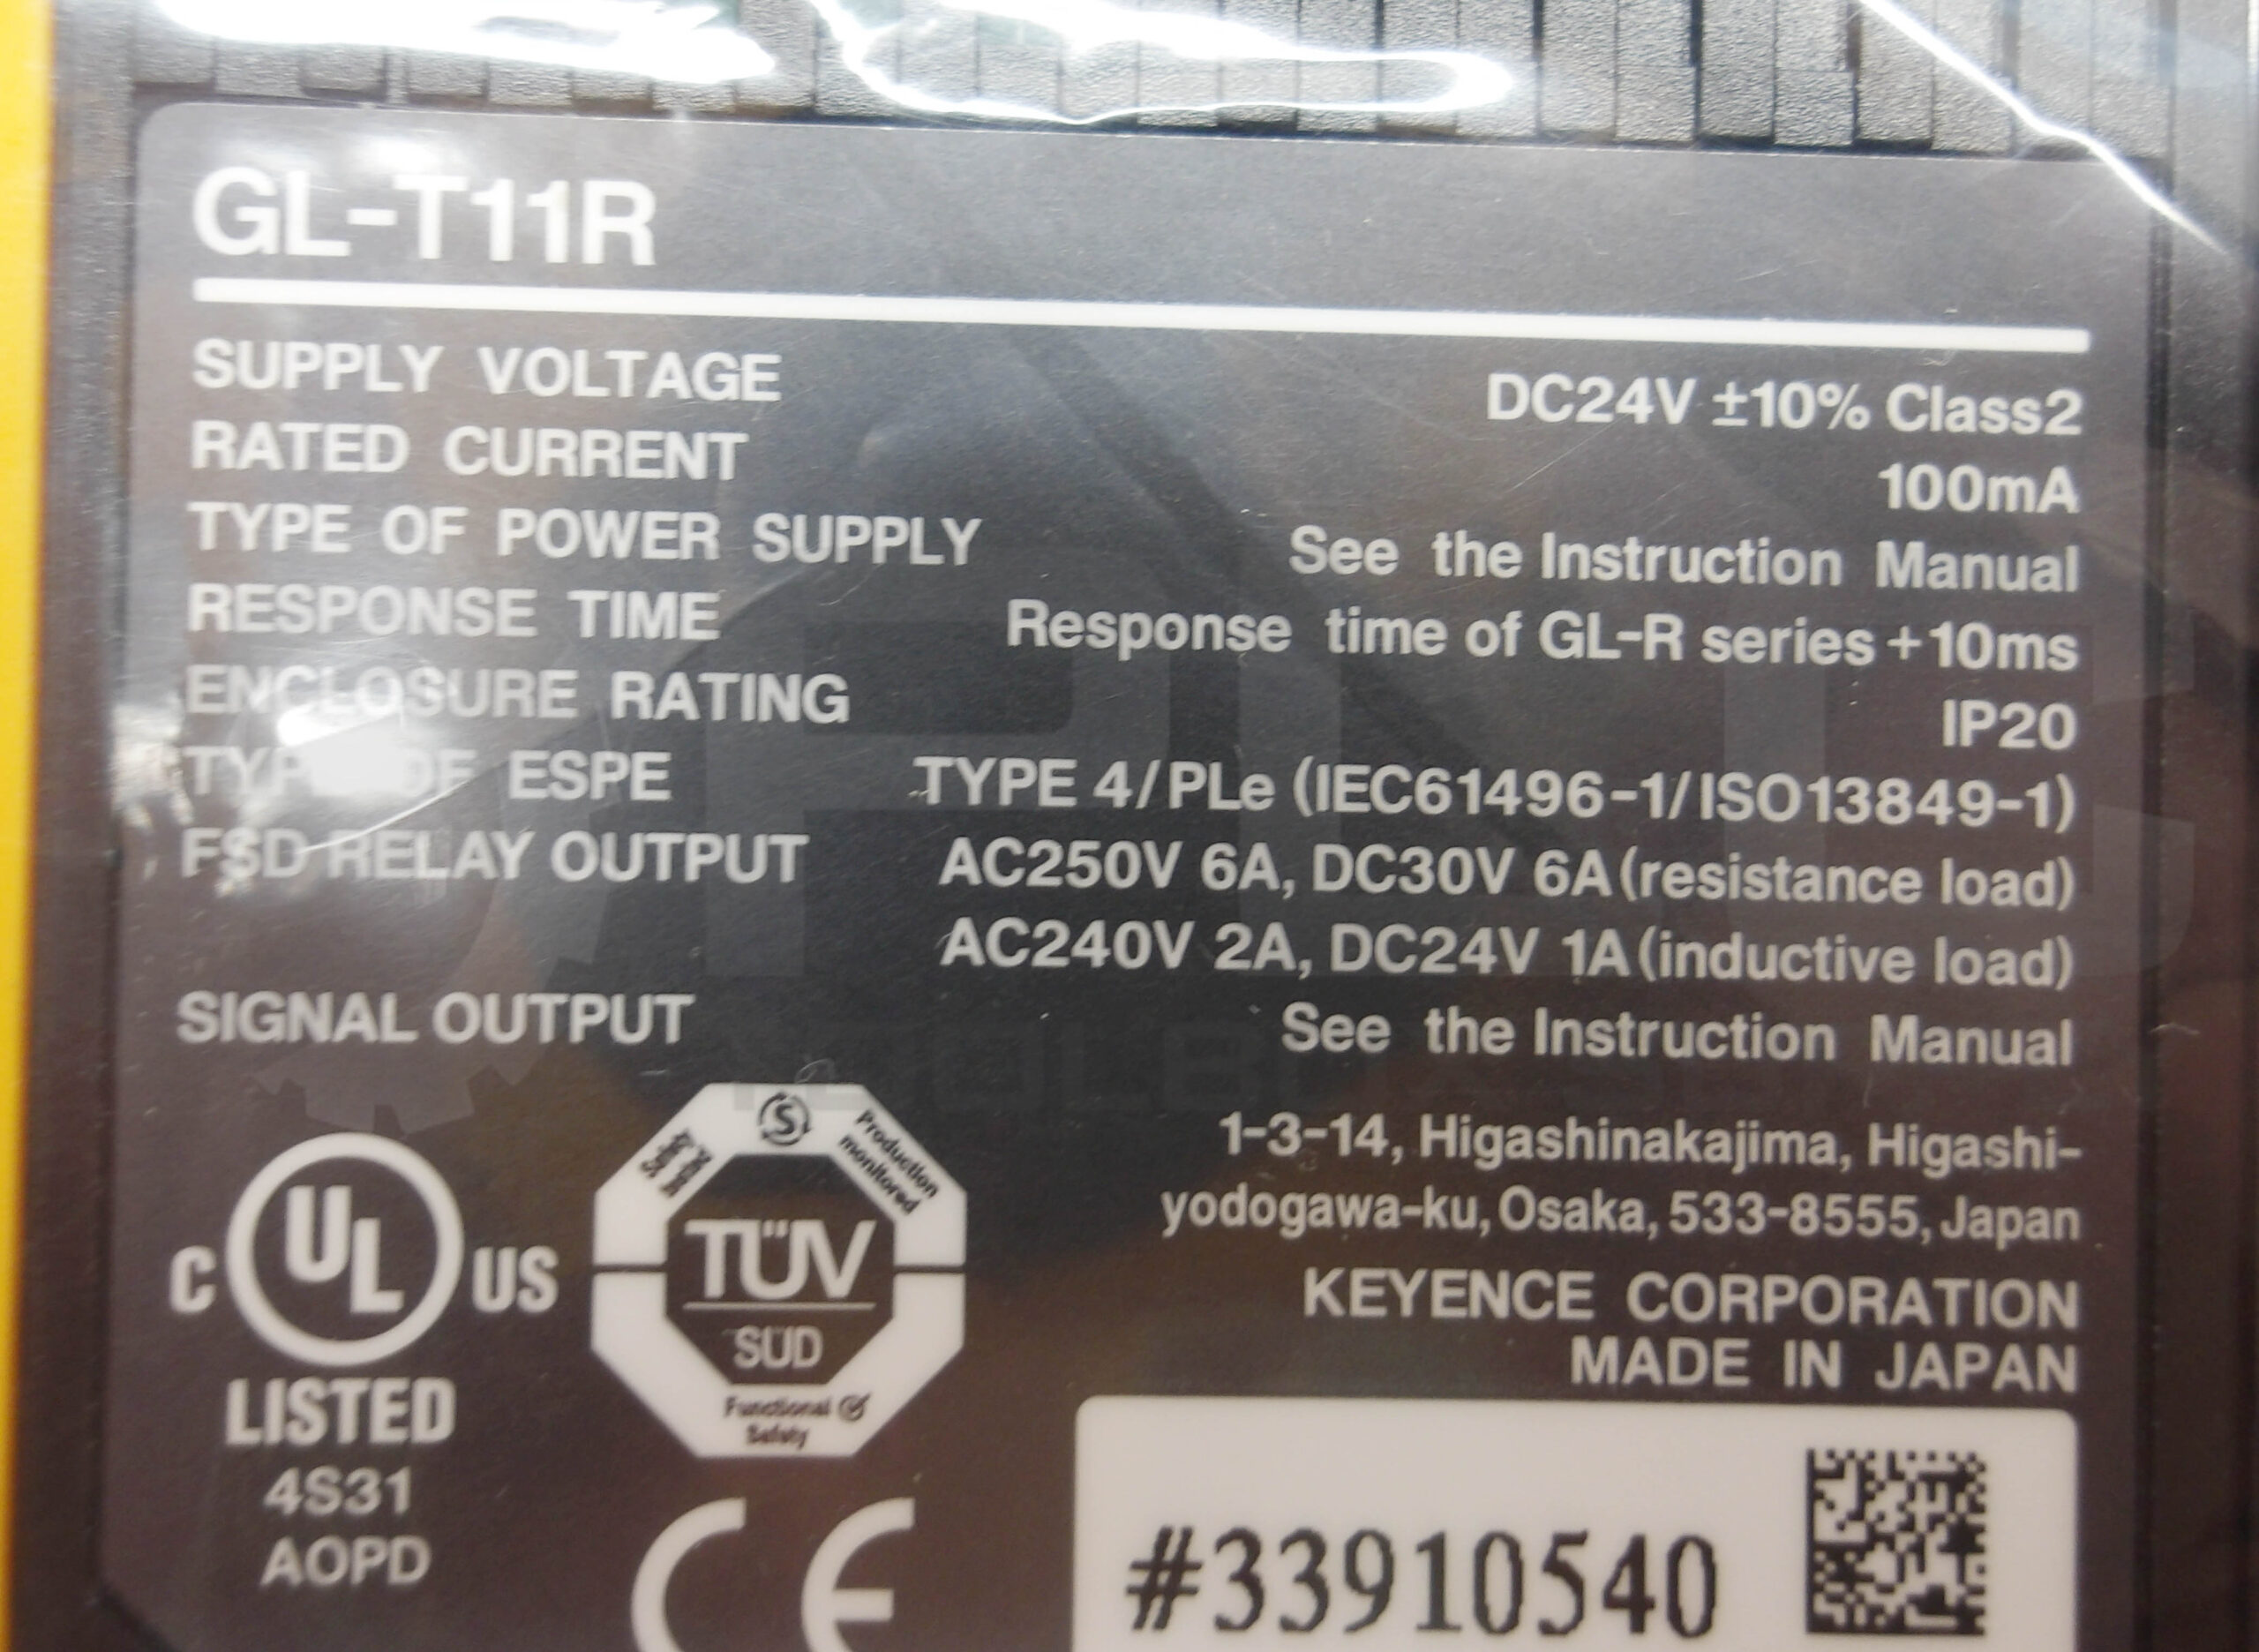 GL-T11R
SUPPLY VOLTAGE DC24V ±10% Class2
RATED CURRENT 100mA
TYPE OF POWER SUPPLY See the Instruction Manual
RESPONSE TIME Response time of GL-R series +10ms
ENCLOSURE RATING IP20
TYPE OF ESPE TYPE 4/PLe (IEC61496-1/ISO13849-1)
FSD RELAY OUTPUT AC250V 6A, DC30V 6A(resistance load)
AC240V 2A, DC24V 1A(inductive load)
SIGNAL OUTPUT See the Instruction Manual
1-3-14, Higashinakajima, Higashi-
yodogawa-ku, Osaka, 533-8555, Japan
KEYENCE CORPORATION
MADE IN JAPAN
C UL US
LISTED
4S31
AOPD
S
Production
monitored
TÜV
SÜD
Functional
Safety
CE
#33910540